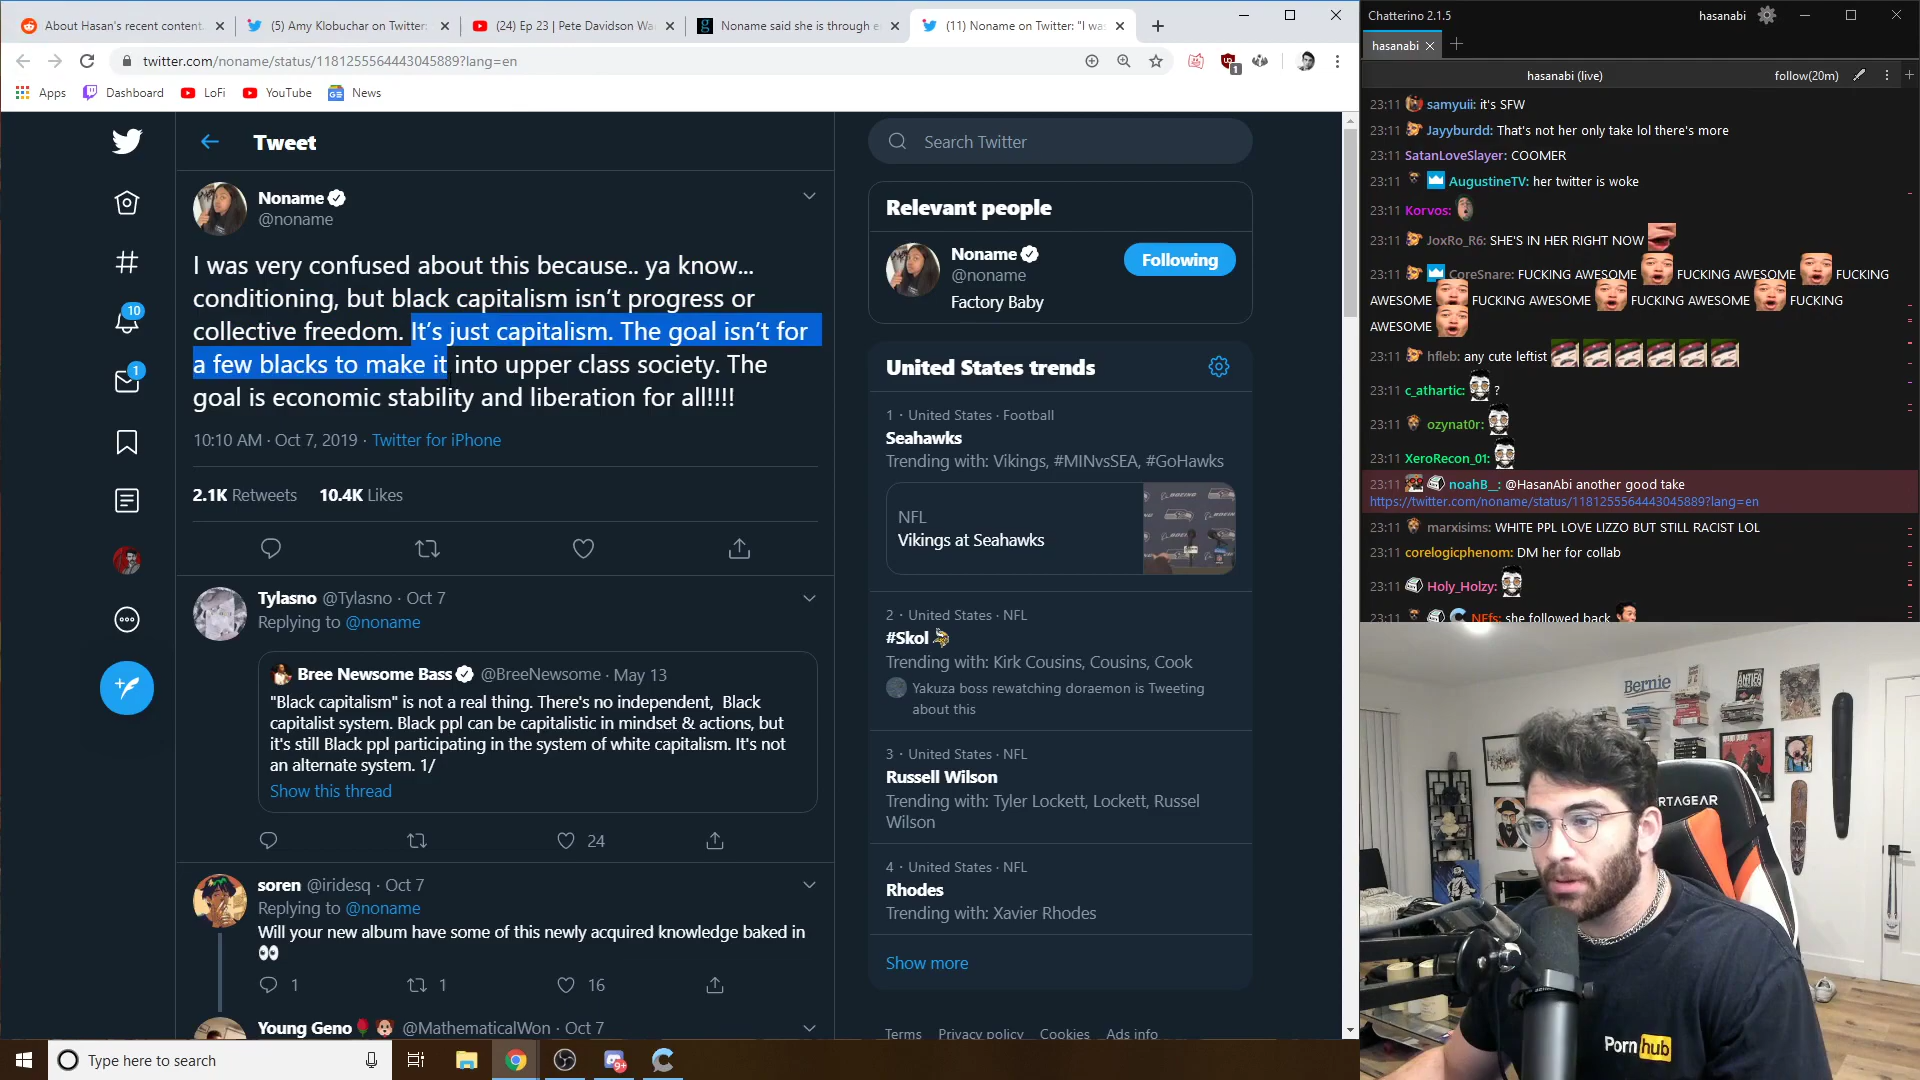 About Hasan's recent content.
(5) Amy Klobuchar on Twitter:
(24) Ep 23 | Pete Davidson Wa
Noname said she is through e
(11) Noname on Twitter: "I wa
twitter.com/noname/status/1181255564443045889?lang=en
1
Apps
Dashboard
LoFi
YouTube
News
Tweet
Search Twitter
Noname
@noname
I was very confused about this because.. ya know...
conditioning, but black capitalism isn’t progress or
collective freedom. It’s just capitalism. The goal isn’t for
a few blacks to make it into upper class society. The
goal is economic stability and liberation for all!!!!
10:10 AM · Oct 7, 2019 · Twitter for iPhone
2.1K Retweets 10.4K Likes
10
1
Tylasno @Tylasno · Oct 7
Replying to @noname
Bree Newsome Bass @BreeNewsome · May 13
"Black capitalism" is not a real thing. There's no independent, Black
capitalist system. Black ppl can be capitalistic in mindset & actions, but
it's still Black ppl participating in the system of white capitalism. It's not
an alternate system. 1/
Show this thread
24
soren @iridesq · Oct 7
Replying to @noname
Will your new album have some of this newly acquired knowledge baked in
1 1 16
Young Geno @MathematicalWon · Oct 7
Relevant people
Noname
@noname
Following
Factory Baby
United States trends
1 · United States · Football
Seahawks
Trending with: Vikings, #MINvsSEA, #GoHawks
NFL
Vikings at Seahawks
2 · United States · NFL
#Skol
Trending with: Kirk Cousins, Cousins, Cook
Yakuza boss rewatching doraemon is Tweeting
about this
3 · United States · NFL
Russell Wilson
Trending with: Tyler Lockett, Lockett, Russel
Wilson
4 · United States · NFL
Rhodes
Trending with: Xavier Rhodes
Show more
Terms Privacy policy Cookies Ads info
Type here to search
9+
Chatterino 2.1.5
hasanabi
hasanabi
hasanabi (live)
follow(20m)
23:11 samyuii: it's SFW
23:11 Jayyburdd: That's not her only take lol there's more
23:11 SatanLoveSlayer: COOMER
23:11 AugustineTV: her twitter is woke
23:11 Korvos:
23:11 JoxRo_R6: SHE'S IN HER RIGHT NOW
23:11 CoreSnare: FUCKING AWESOME FUCKING AWESOME FUCKING
AWESOME FUCKING AWESOME FUCKING AWESOME FUCKING
AWESOME
23:11 hfleb: any cute leftist
23:11 c_athartic: ?
23:11 ozynat0r:
23:11 XeroRecon_01:
23:11 noahB__: @HasanAbi another good take
https://twitter.com/noname/status/1181255564443045889?lang=en
23:11 marxisims: WHITE PPL LOVE LIZZO BUT STILL RACIST LOL
23:11 corelogicphenom: DM her for collab
23:11 Holy_Holzy:
23:11 NEfs: she followed back
Bernie
ANTIFA
RTAGEAR
Porn hub